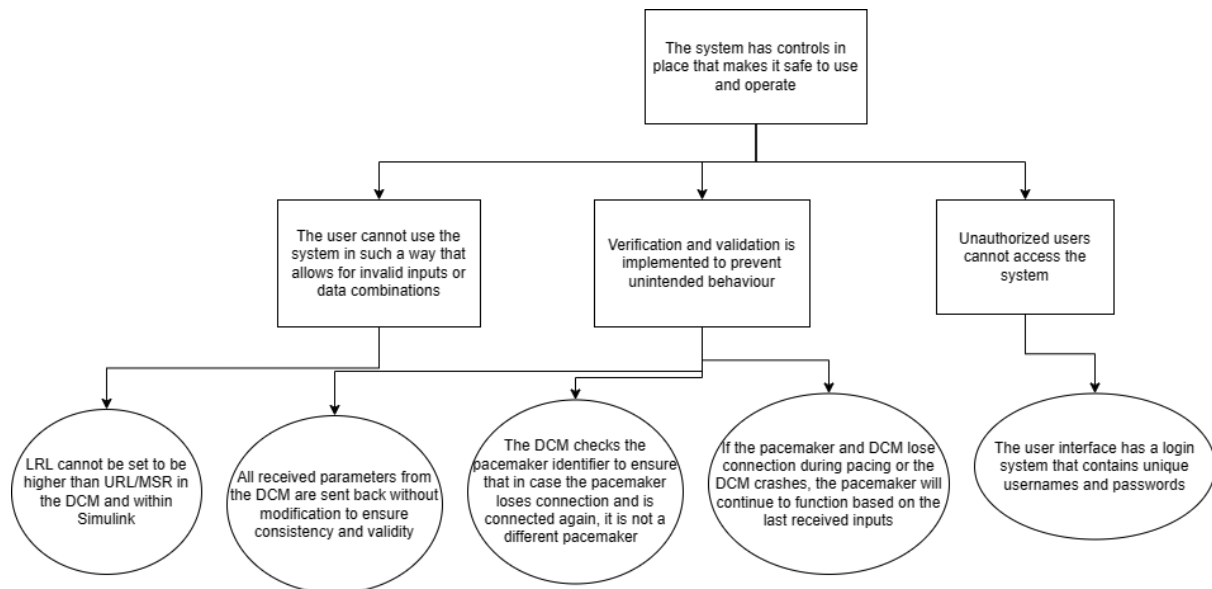 The system has controls in
place that makes it safe to use
and operate
The user cannot use the
system in such a way that
allows for invalid inputs or
data combinations
Verification and validation is
implemented to prevent
unintended behaviour
Unauthorized users
cannot access the
system
LRL cannot be set to be
higher than URL/MSR in
the DCM and within
Simulink
All received parameters from
the DCM are sent back without
modification to ensure
consistency and validity
The DCM checks the
pacemaker identifier to ensure
that in case the pacemaker
loses connection and is
connected again, it is not a
different pacemaker
If the pacemaker and DCM lose
connection during pacing or the
DCM crashes, the pacemaker will
continue to function based on the
last received inputs
The user interface has a login
system that contains unique
usernames and passwords